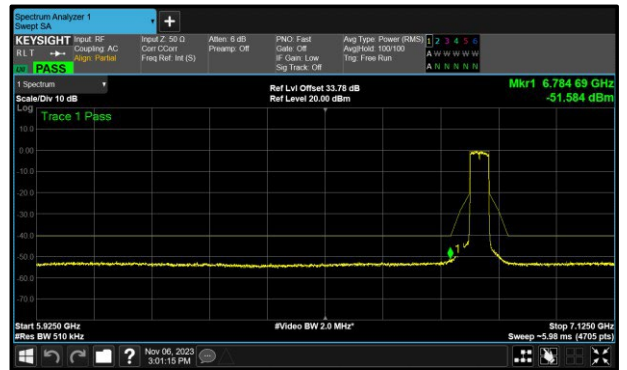 Spectrum Analyzer 1
Swept SA
+
KEYSIGHT
RLT
LXI
PASS
Input: RF
Coupling: AC
Align: Partial
Input Z: 50 Ω
Corr CCorr
Freq Ref: Int (S)
Atten: 6 dB
Preamp: Off
PNO: Fast
Gate: Off
IF Gain: Low
Sig Track: Off
Avg Type: Power (RMS)
Avg|Hold: 100/100
Trig: Free Run
1 2 3 4 5 6
A W W W W W
A N N N N N
1 Spectrum
Scale/Div 10 dB
Ref Lvl Offset 33.78 dB
Ref Level 20.00 dBm
Mkr1 6.784 69 GHz
-51.584 dBm
Log
Trace 1 Pass
10.0
0.00
-10.0
-20.0
-30.0
-40.0
-50.0
-60.0
-70.0
1
1
Start 5.9250 GHz
#Res BW 510 kHz
#Video BW 2.0 MHz*
Stop 7.1250 GHz
Sweep ~5.98 ms (4705 pts)
?
Nov 06, 2023
3:01:15 PM